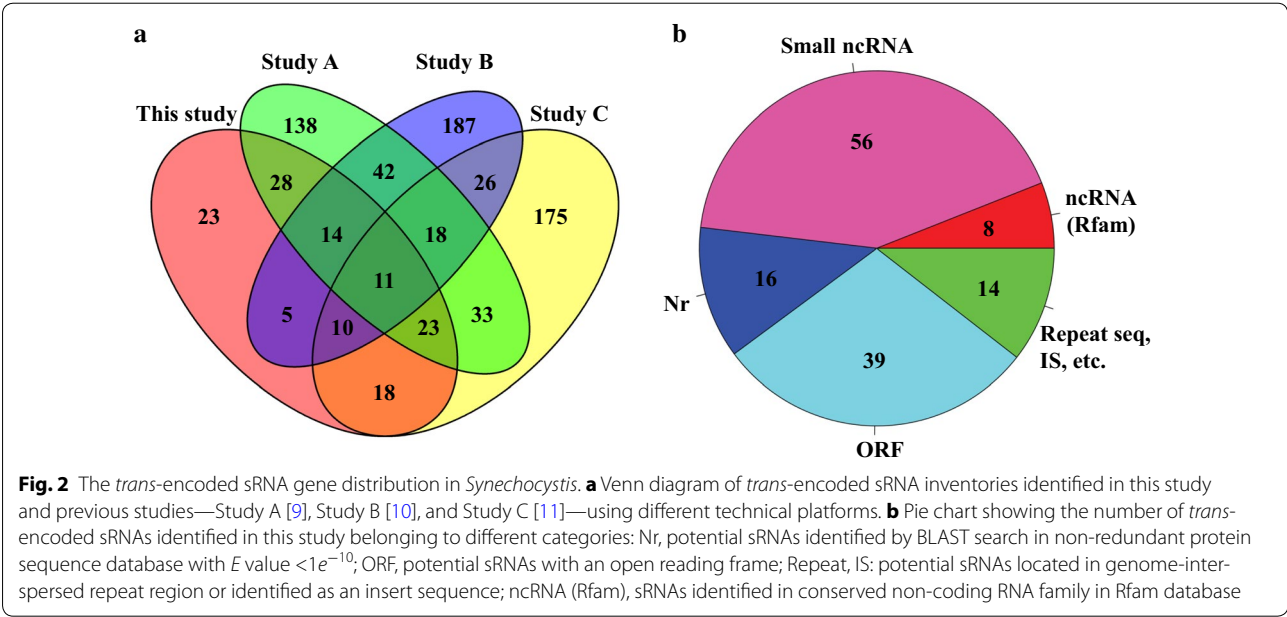 a
b
Study A
Study B
This study
Study C
138
187
28
42
26
23
14
18
175
11
5
10
23
33
18
Small ncRNA
56
ncRNA
(Rfam)
8
Nr
16
14
Repeat seq,
IS, etc.
39
ORF
Fig. 2 The trans-encoded sRNA gene distribution in Synechocystis. a Venn diagram of trans-encoded sRNA inventories identified in this study
and previous studies—Study A [9], Study B [10], and Study C [11]—using different technical platforms. b Pie chart showing the number of trans-
encoded sRNAs identified in this study belonging to different categories: Nr, potential sRNAs identified by BLAST search in non-redundant protein
sequence database with E value <1e⁻¹⁰; ORF, potential sRNAs with an open reading frame; Repeat, IS: potential sRNAs located in genome-inter-
spersed repeat region or identified as an insert sequence; ncRNA (Rfam), sRNAs identified in conserved non-coding RNA family in Rfam database